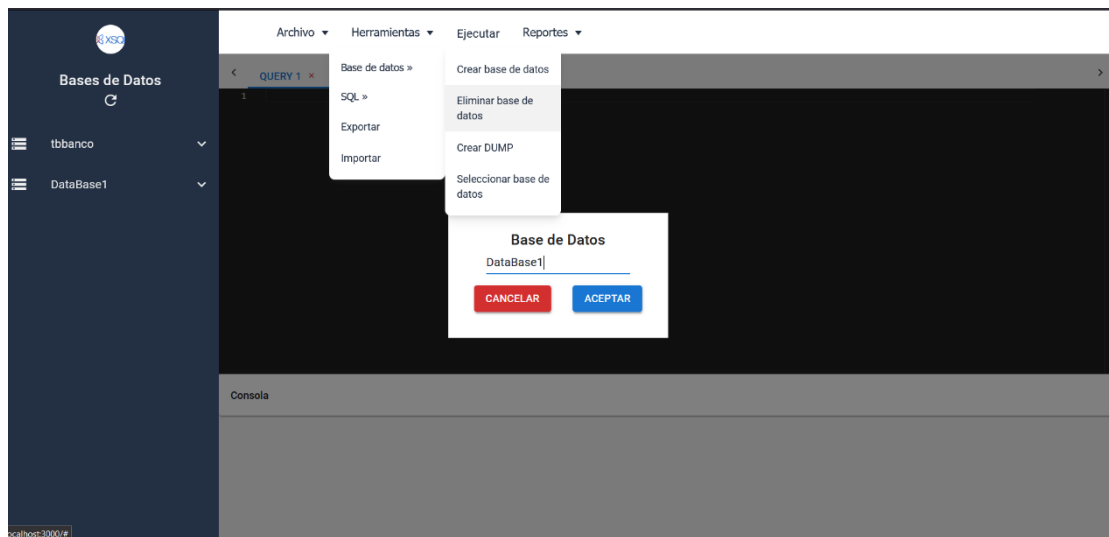 XSQ
Bases de Datos
tbbanco
DataBase1
Archivo
Herramientas
Ejecutar
Reportes
Base de datos »
SQL »
Exportar
Importar
Crear base de datos
Eliminar base de
datos
Crear DUMP
Seleccionar base de
datos
QUERY 1 ×
1
Base de Datos
DataBase1
CANCELAR
ACEPTAR
Consola
ocalhost:3000/#